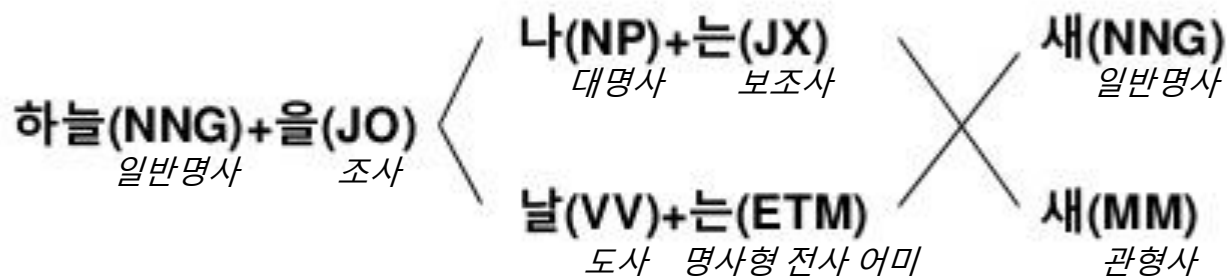 나(NP)+는(JX) 새(NNG)
대명사 보조사 일반명사
하늘(NNG)+을(JO)
일반명사 조사
날(VV)+는(ETM) 새(MM)
도사 명사형 전사 어미 관형사